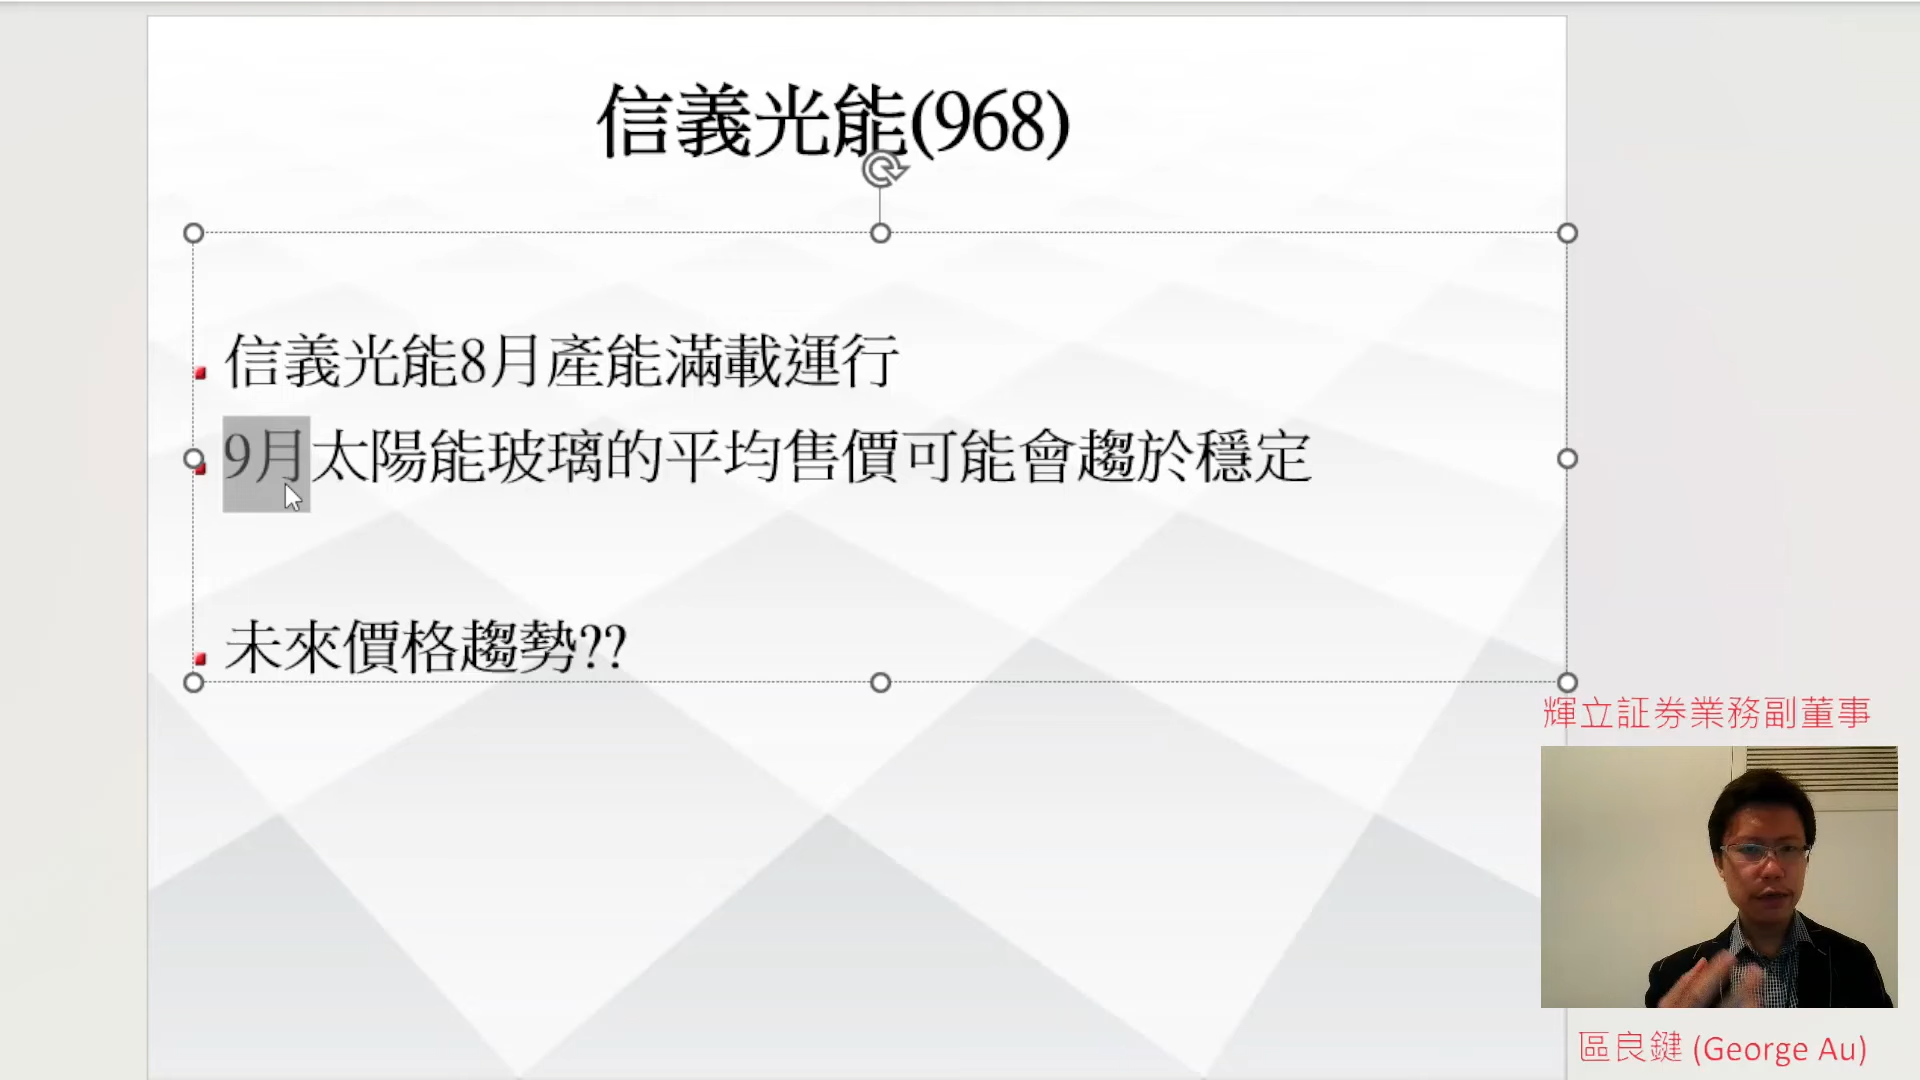 信義光能(968)
信義光能8月產能滿載運行
9月太陽能玻璃的平均售價可能會趨於穩定
未來價格趨勢??
輝立証券業務副董事
區良鍵 (George Au)